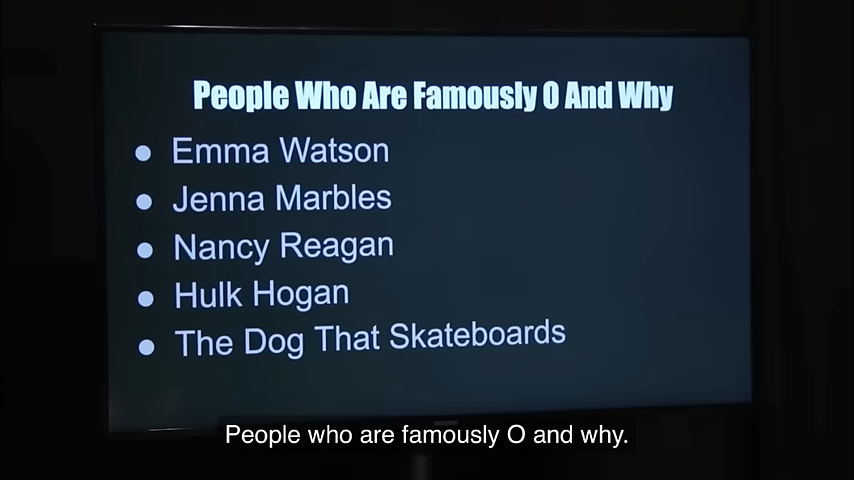 People Who Are Famously O And Why
● Emma Watson
● Jenna Marbles
● Nancy Reagan
● Hulk Hogan
● The Dog That Skateboards
People who are famously O and why.